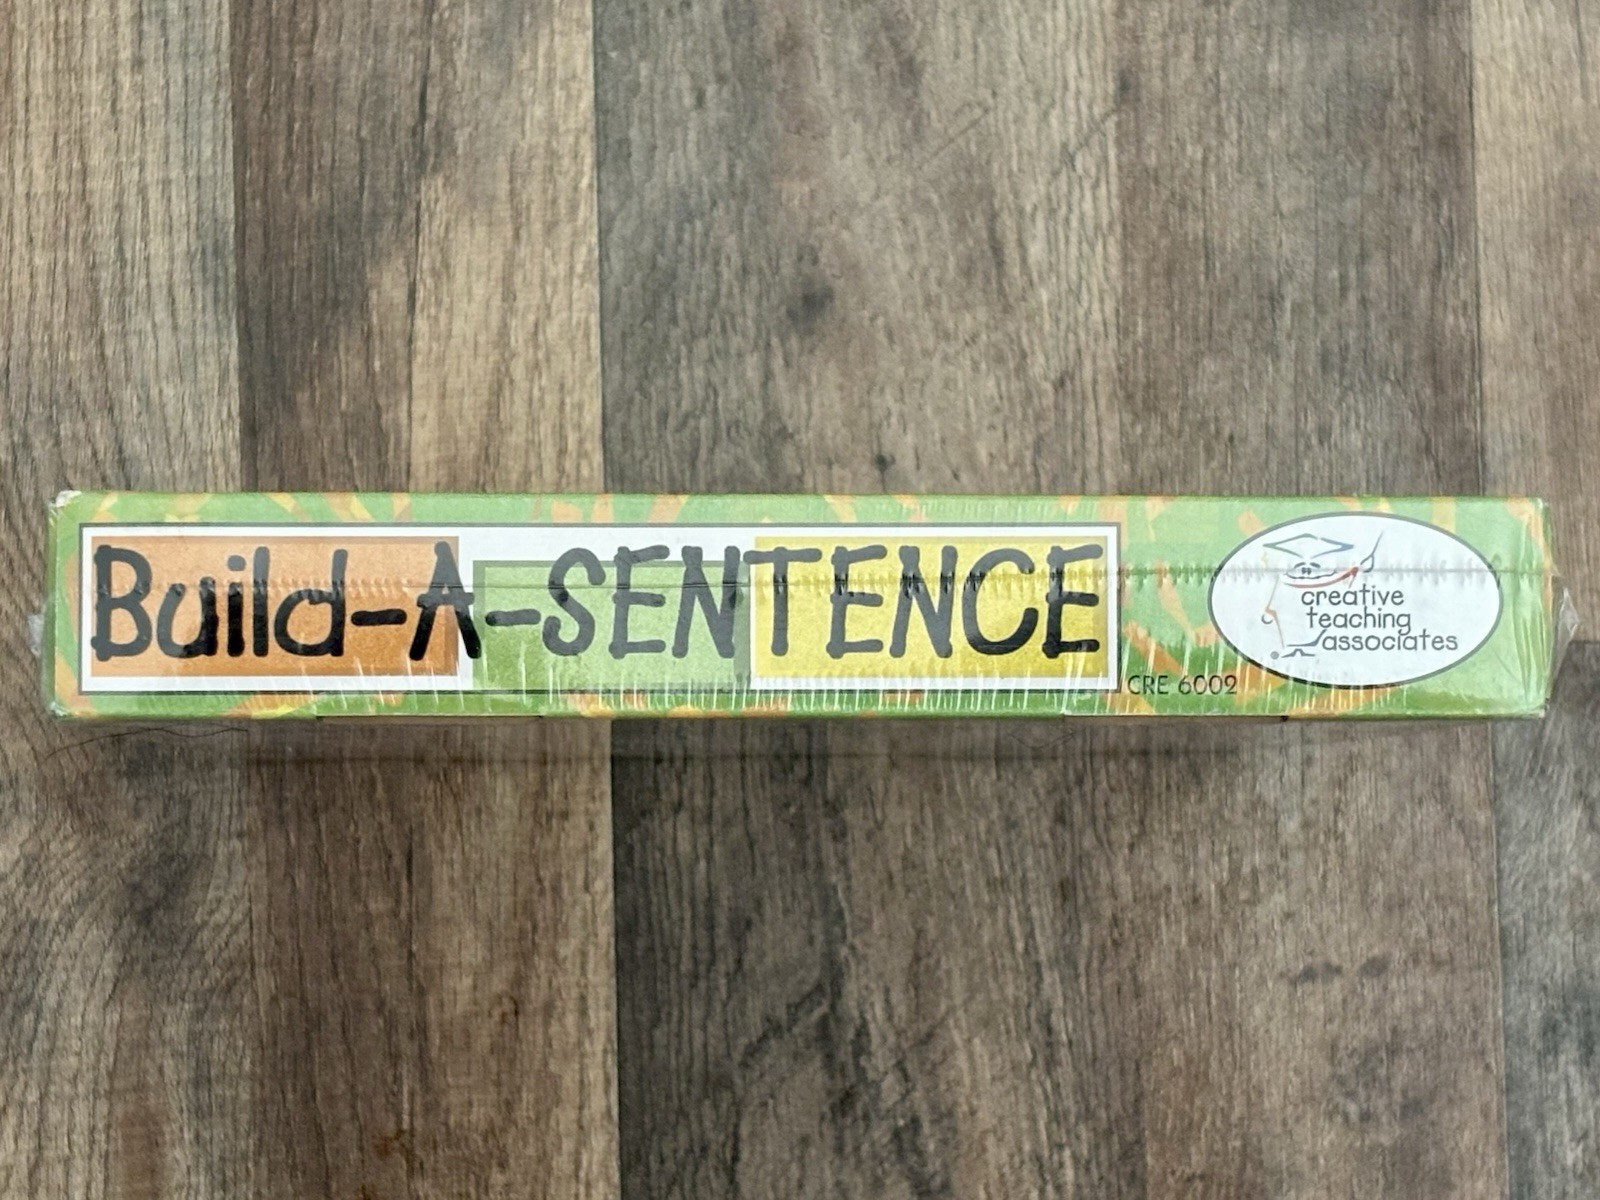 Build-A-SENTENCE
CRE 6002
creative
teaching
associates
®